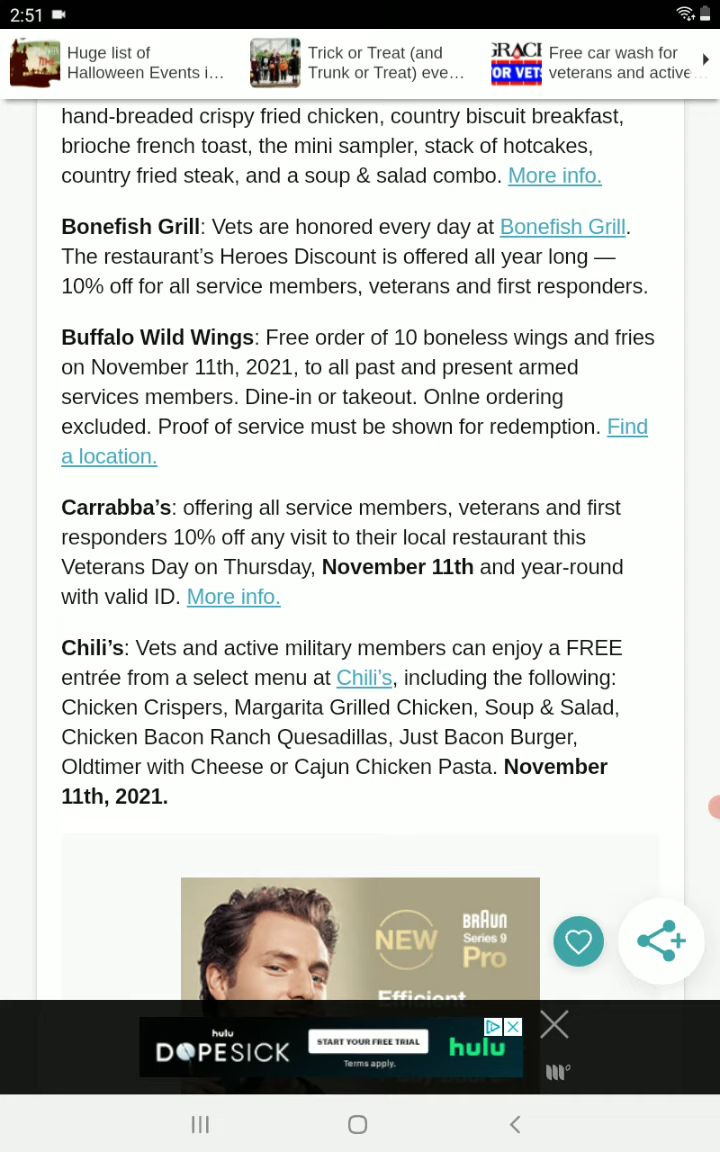 2:51
Huge list of
Halloween Events i...
Trick or Treat (and
Trunk or Treat) eve...
GRACE
FOR VETS
Free car wash for
veterans and active...
hand-breaded crispy fried chicken, country biscuit breakfast,
brioche french toast, the mini sampler, stack of hotcakes,
country fried steak, and a soup & salad combo. More info.
Bonefish Grill: Vets are honored every day at Bonefish Grill.
The restaurant’s Heroes Discount is offered all year long —
10% off for all service members, veterans and first responders.
Buffalo Wild Wings: Free order of 10 boneless wings and fries
on November 11th, 2021, to all past and present armed
services members. Dine-in or takeout. Onlne ordering
excluded. Proof of service must be shown for redemption. Find
a location.
Carrabba’s: offering all service members, veterans and first
responders 10% off any visit to their local restaurant this
Veterans Day on Thursday, November 11th and year-round
with valid ID. More info.
Chili’s: Vets and active military members can enjoy a FREE
entrée from a select menu at Chili’s, including the following:
Chicken Crispers, Margarita Grilled Chicken, Soup & Salad,
Chicken Bacon Ranch Quesadillas, Just Bacon Burger,
Oldtimer with Cheese or Cajun Chicken Pasta. November
11th, 2021.
NEW
BRAUN
Series 9
Pro
Efficient
hulu
DOPESICK
START YOUR FREE TRIAL
Terms apply.
hulu